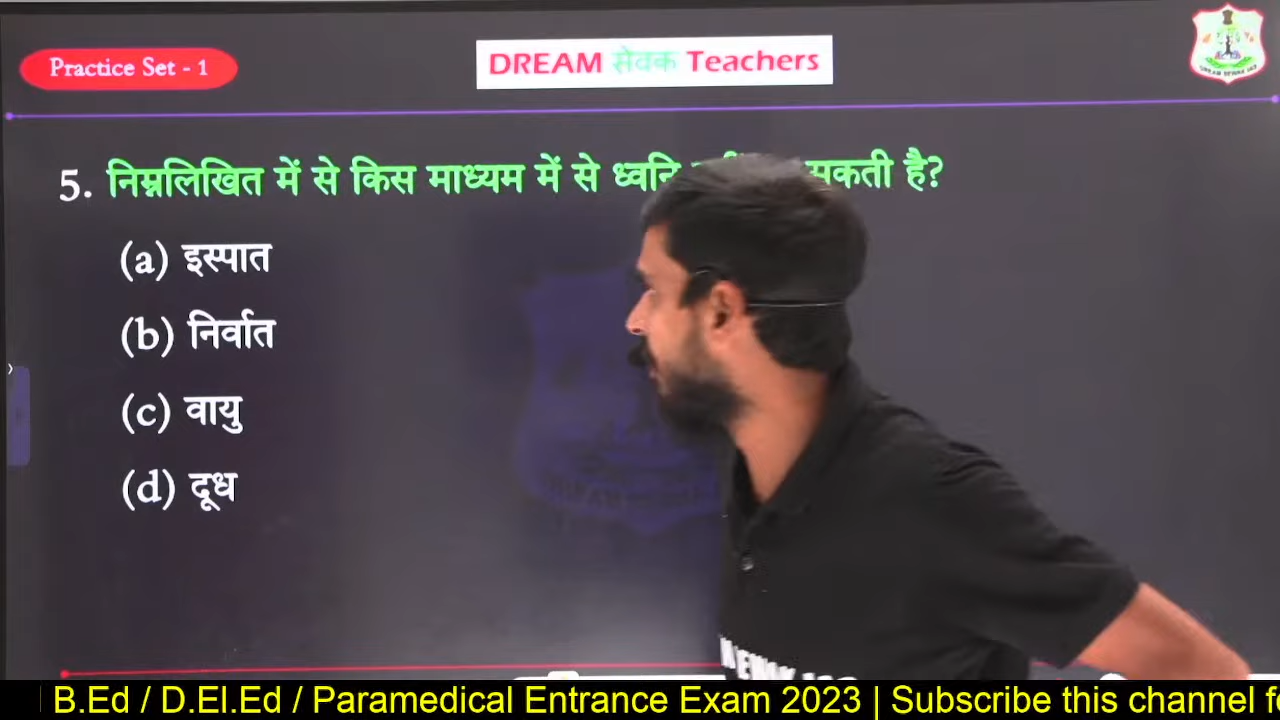 Practice Set - 1
DREAM सेवक Teachers
5. निम्नलिखित में से किस माध्यम में से ध्वनि सकती है?
(a) इस्पात
(b) निर्वात
(c) वायु
(d) दूध
B.Ed / D.El.Ed / Paramedical Entrance Exam 2023 | Subscribe this channel fo